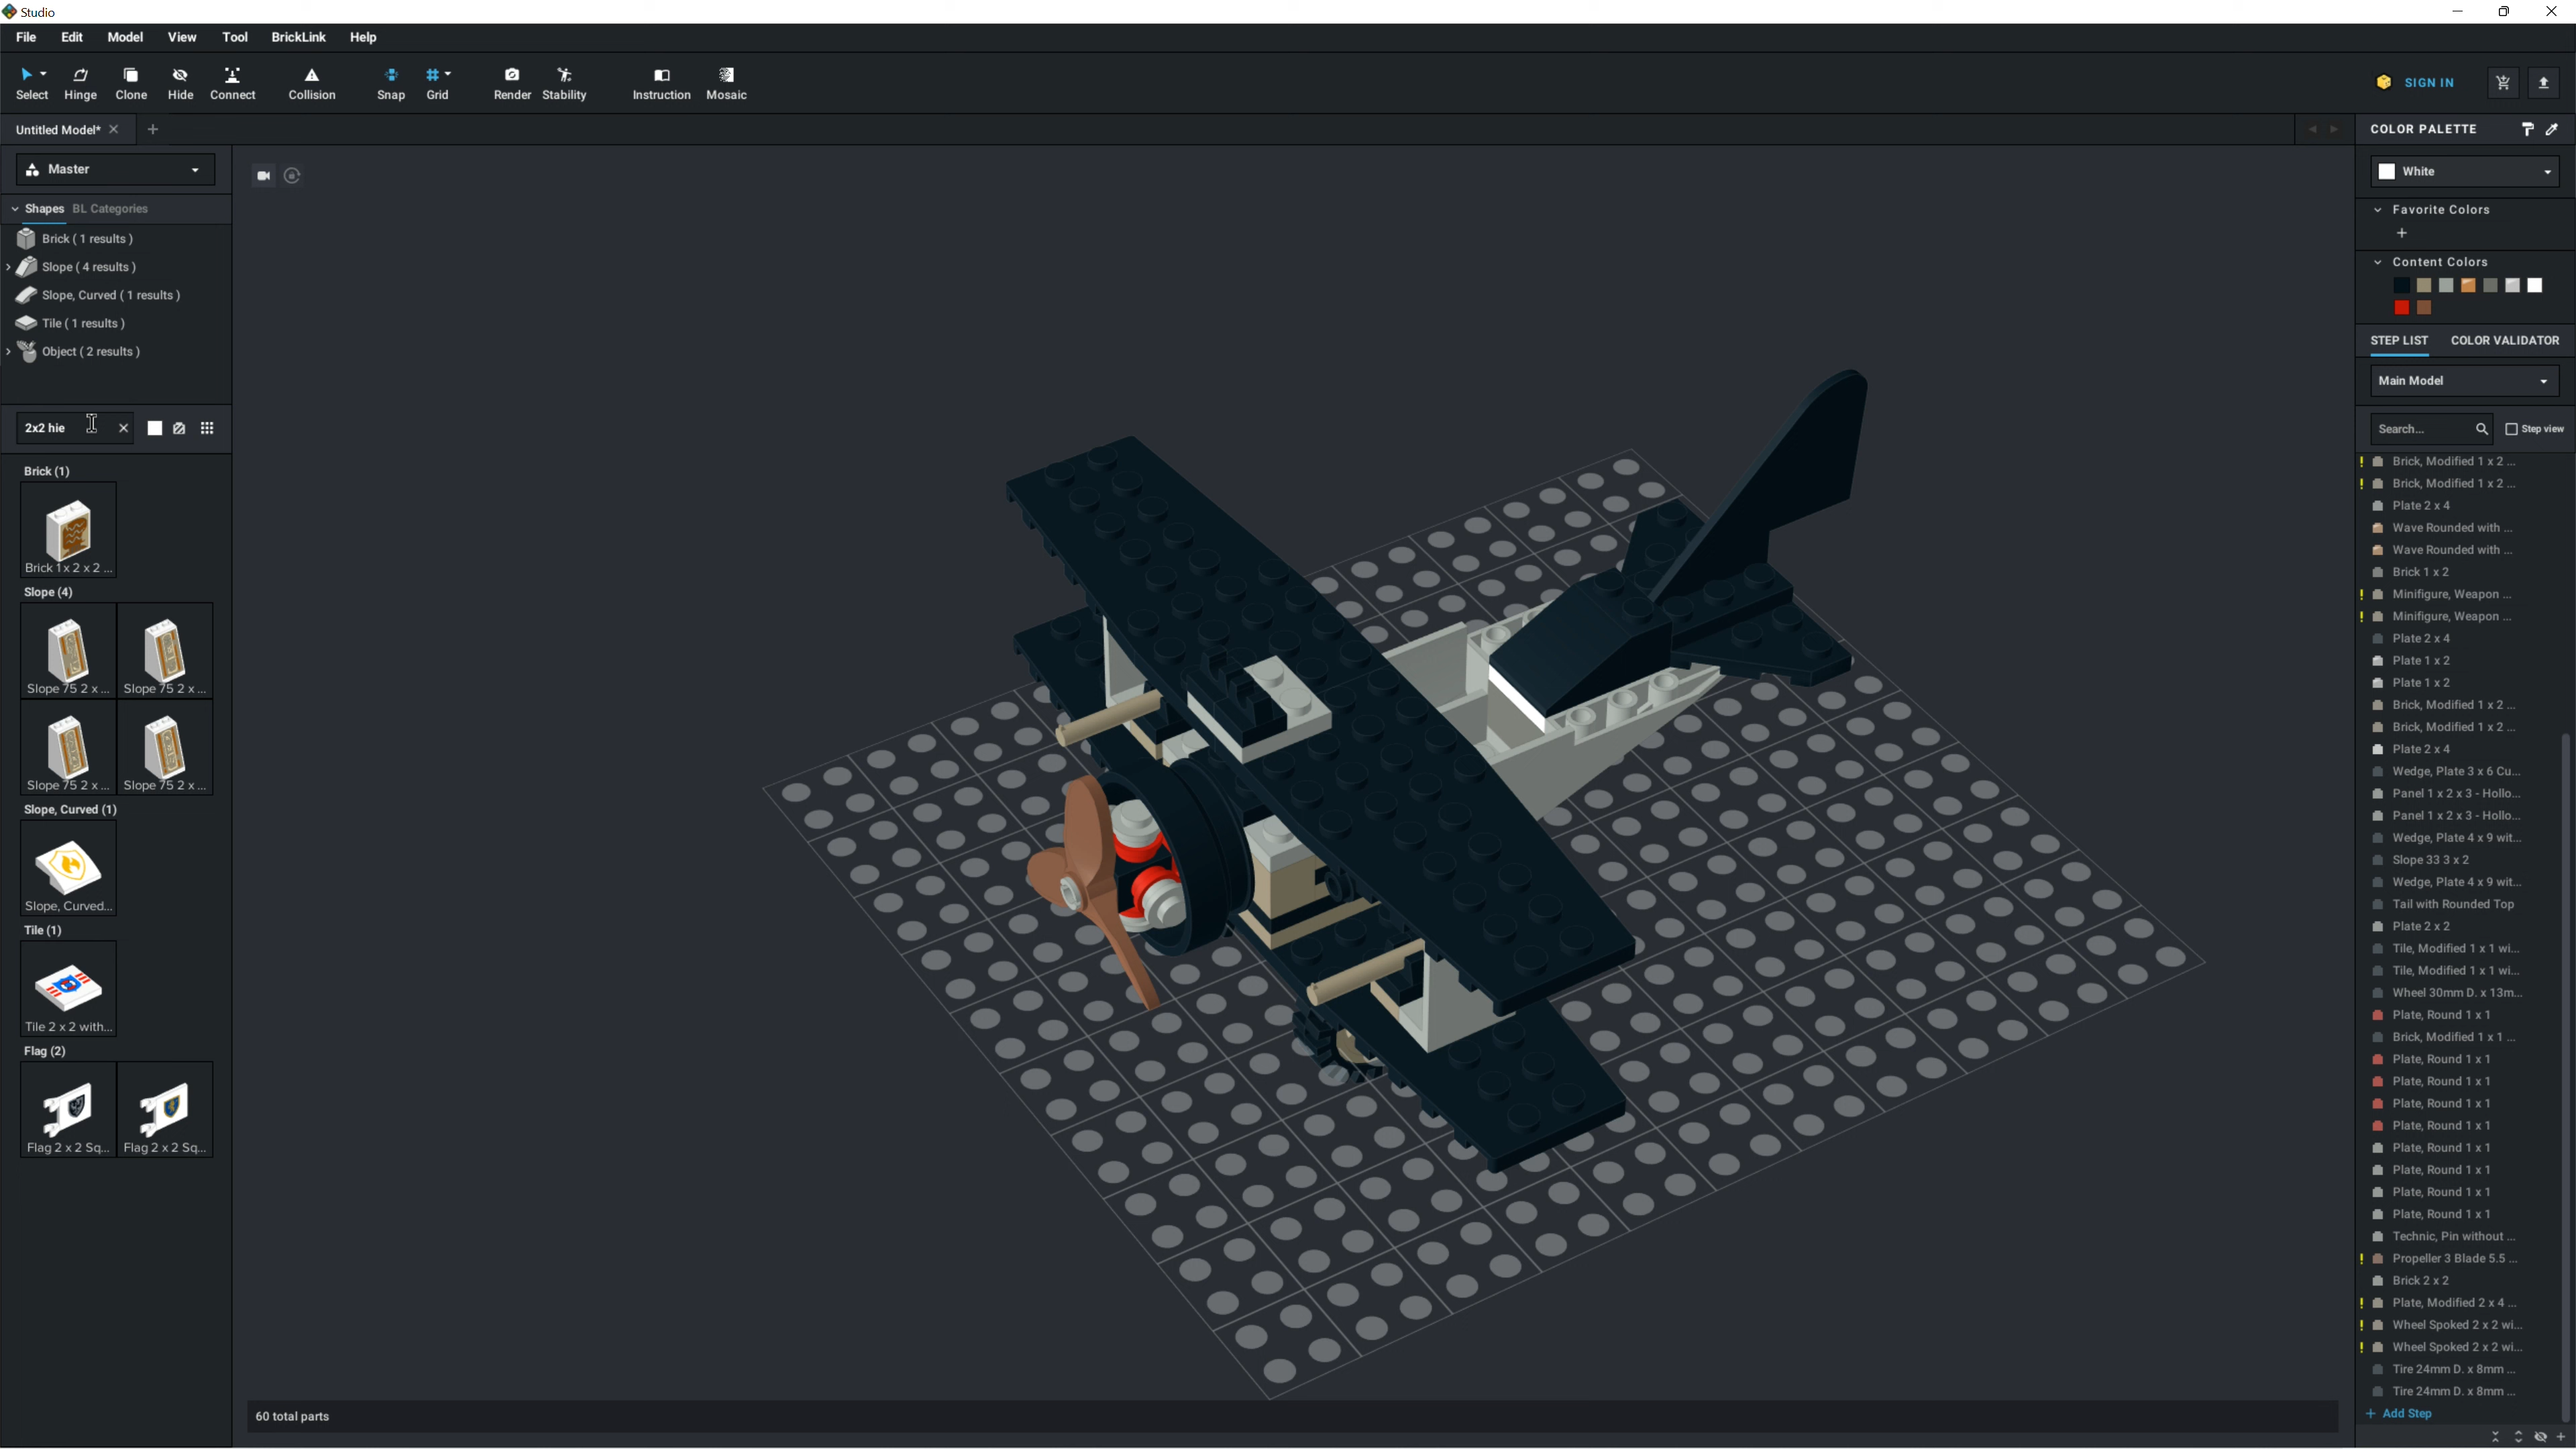 Studio
File Edit Model View Tool BrickLink Help
Select Hinge Clone Hide Connect Collision Snap Grid Render Stability Instruction Mosaic
SIGN IN
Untitled Model*
COLOR PALETTE
Master
White
Shapes BL Categories
Favorite Colors
Brick ( 1 results )
Slope ( 4 results )
Slope, Curved ( 1 results )
Tile ( 1 results )
Object ( 2 results )
Content Colors
STEP LIST COLOR VALIDATOR
Main Model
2x2 hie
Search...
Step view
Brick (1)
Brick 1 x 2 x 2 ...
Slope (4)
Slope 75 2 x ... Slope 75 2 x ...
Slope 75 2 x ... Slope 75 2 x ...
Slope, Curved (1)
Slope, Curved...
Tile (1)
Tile 2 x 2 with...
Flag (2)
Flag 2 x 2 Sq... Flag 2 x 2 Sq...
! Brick, Modified 1 x 2 ...
! Brick, Modified 1 x 2 ...
Plate 2 x 4
Wave Rounded with ...
Wave Rounded with ...
Brick 1 x 2
! Minifigure, Weapon ...
! Minifigure, Weapon ...
Plate 2 x 4
Plate 1 x 2
Plate 1 x 2
Brick, Modified 1 x 2 ...
Brick, Modified 1 x 2 ...
Plate 2 x 4
Wedge, Plate 3 x 6 Cu...
Panel 1 x 2 x 3 - Hollo...
Panel 1 x 2 x 3 - Hollo...
Wedge, Plate 4 x 9 wit...
Slope 33 3 x 2
Wedge, Plate 4 x 9 wit...
Tail with Rounded Top
Plate 2 x 2
Tile, Modified 1 x 1 wi...
Tile, Modified 1 x 1 wi...
Wheel 30mm D. x 13m...
Plate, Round 1 x 1
Brick, Modified 1 x 1 ...
Plate, Round 1 x 1
Plate, Round 1 x 1
Plate, Round 1 x 1
Plate, Round 1 x 1
Plate, Round 1 x 1
Plate, Round 1 x 1
Plate, Round 1 x 1
Plate, Round 1 x 1
Technic, Pin without ...
! Propeller 3 Blade 5.5 ...
Brick 2 x 2
! Plate, Modified 2 x 4 ...
! Wheel Spoked 2 x 2 wi...
! Wheel Spoked 2 x 2 wi...
Tire 24mm D. x 8mm ...
Tire 24mm D. x 8mm ...
+ Add Step
60 total parts